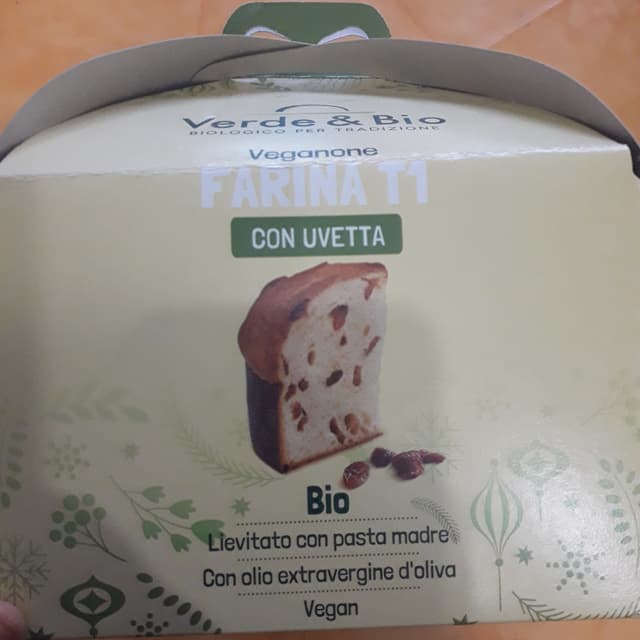 Verde & Bio
BIOLOGICO PER TRADIZIONE
Veganone
FARINA T1
CON UVETTA
Bio
Lievitato con pasta madre
Con olio extravergine d'oliva
Vegan